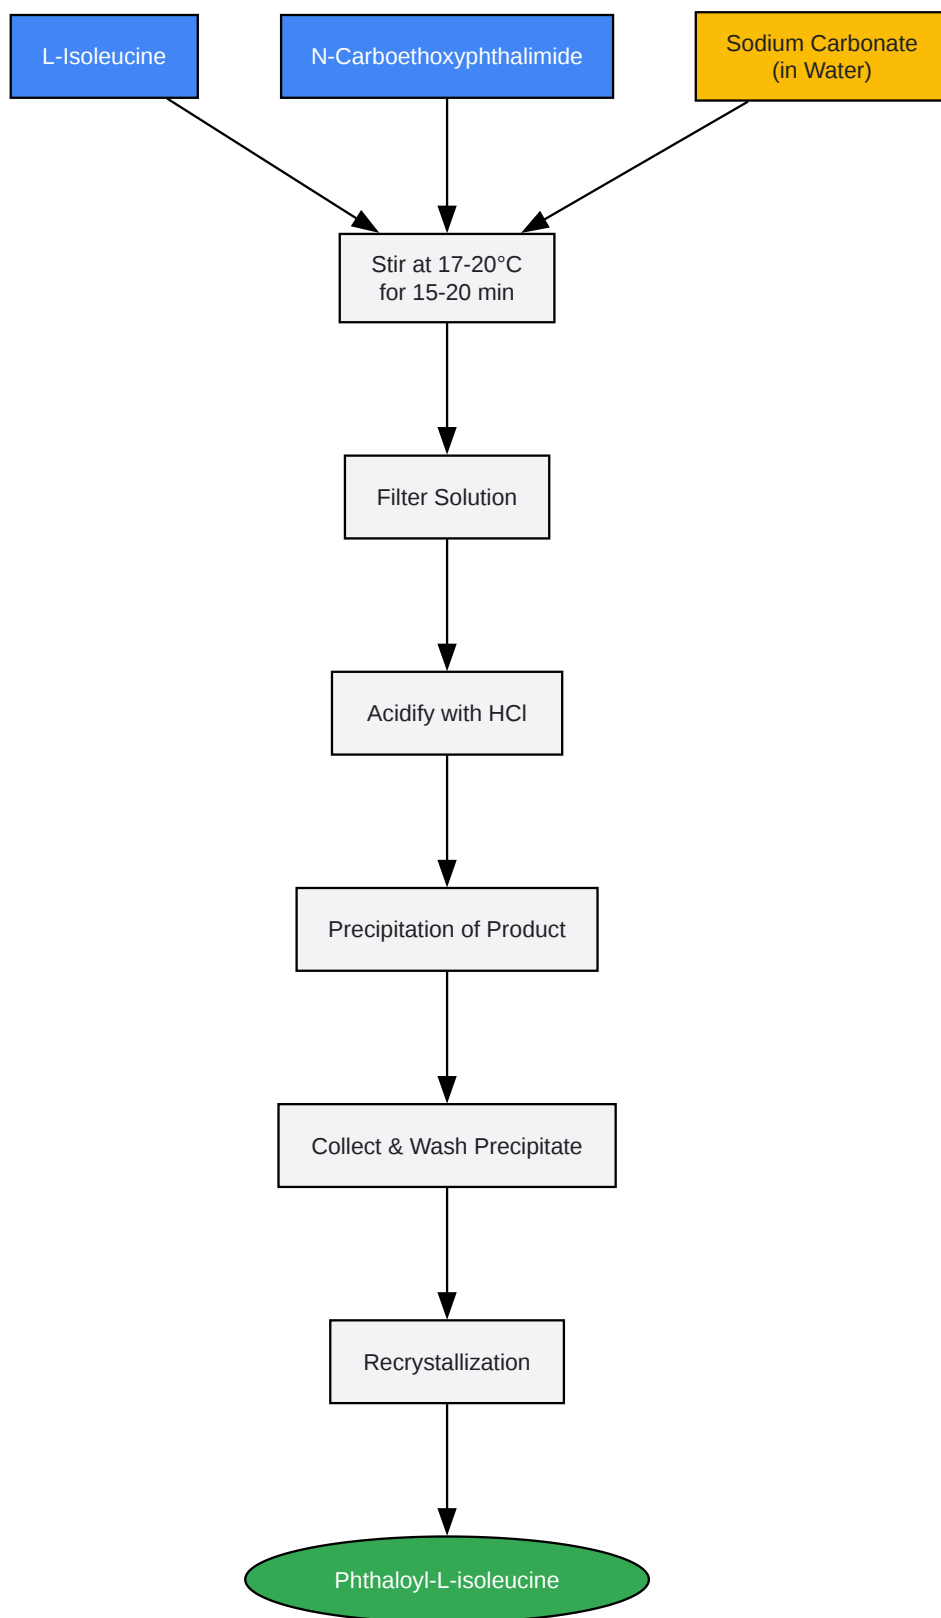 L-Isoleucine
N-Carboethoxyphthalimide
Sodium Carbonate
(in Water)
Stir at 17-20°C
for 15-20 min
Filter Solution
Acidify with HCl
Precipitation of Product
Collect & Wash Precipitate
Recrystallization
Phthaloyl-L-isoleucine